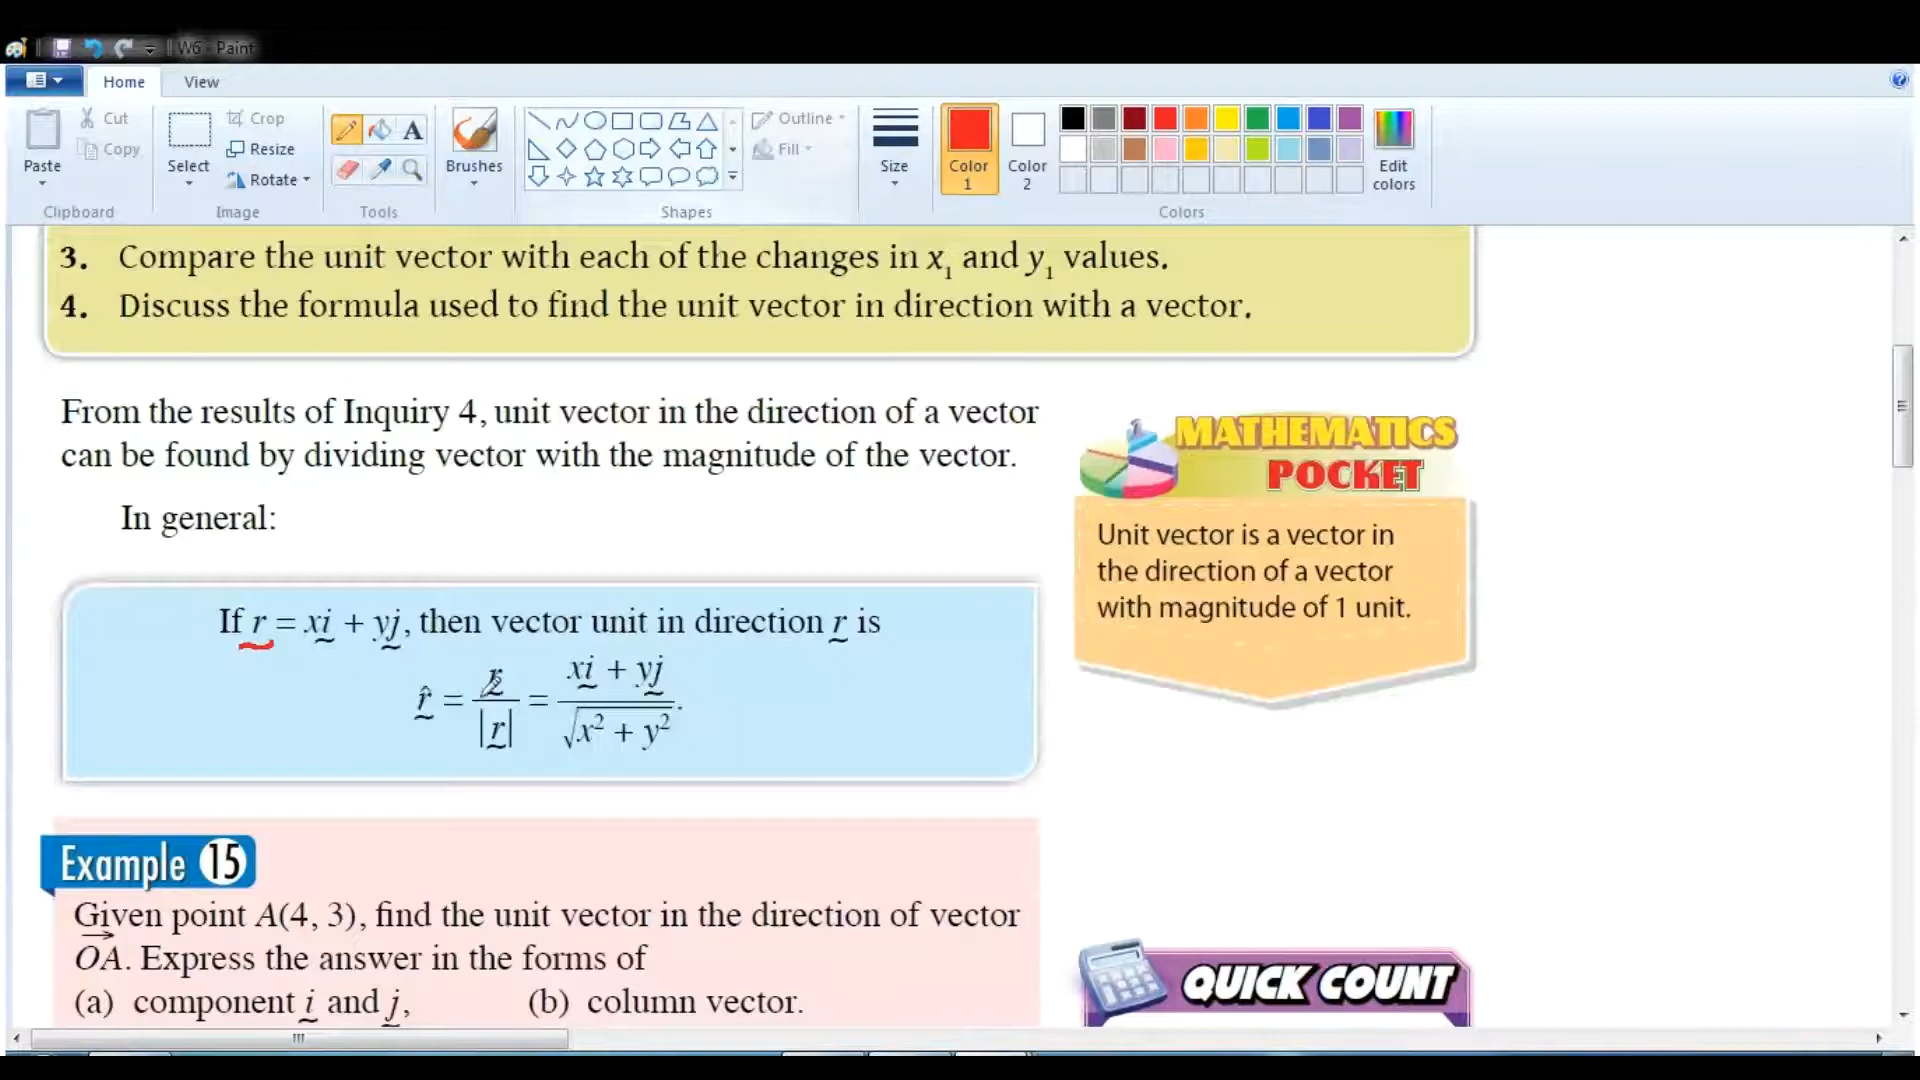 W6 - Paint
Home View
Paste
Cut
Copy
Clipboard
Select
Crop
Resize
Rotate
Image
A
Tools
Brushes
Shapes
Outline
Fill
Size
Color 1
Color 2
Edit colors
Colors
3. Compare the unit vector with each of the changes in x₁ and y₁ values.
4. Discuss the formula used to find the unit vector in direction with a vector.
From the results of Inquiry 4, unit vector in the direction of a vector
can be found by dividing vector with the magnitude of the vector.
In general:
If r = xi + yj, then vector unit in direction r is
r̂ = r/|r| = (xi + yj)/√(x² + y²).
MATHEMATICS
POCKET
Unit vector is a vector in
the direction of a vector
with magnitude of 1 unit.
Example 15
Given point A(4, 3), find the unit vector in the direction of vector
OA. Express the answer in the forms of
(a) component i and j, (b) column vector.
QUICK COUNT